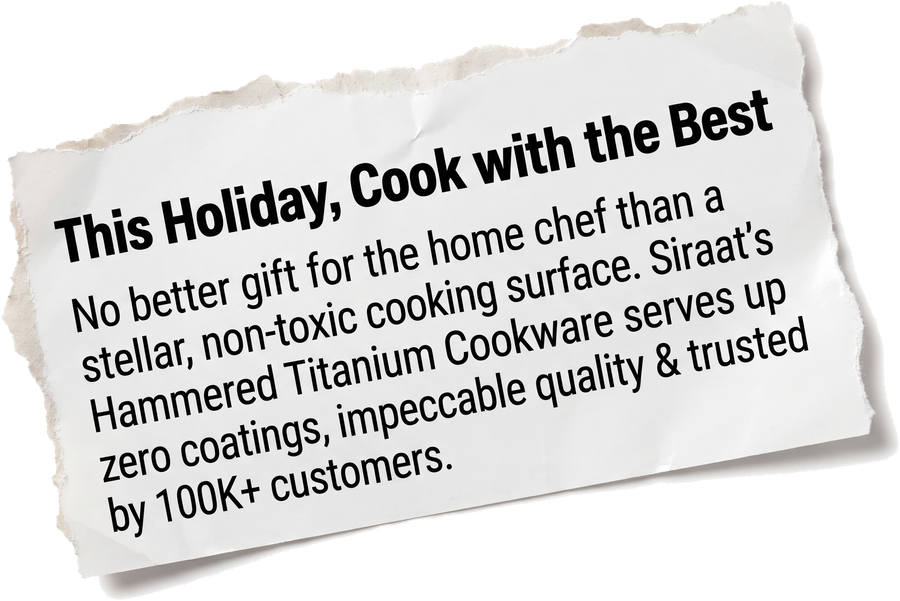 This Holiday, Cook with the Best
No better gift for the home chef than a
stellar, non-toxic cooking surface. Siraat's
Hammered Titanium Cookware serves up
zero coatings, impeccable quality & trusted
by 100K+ customers.